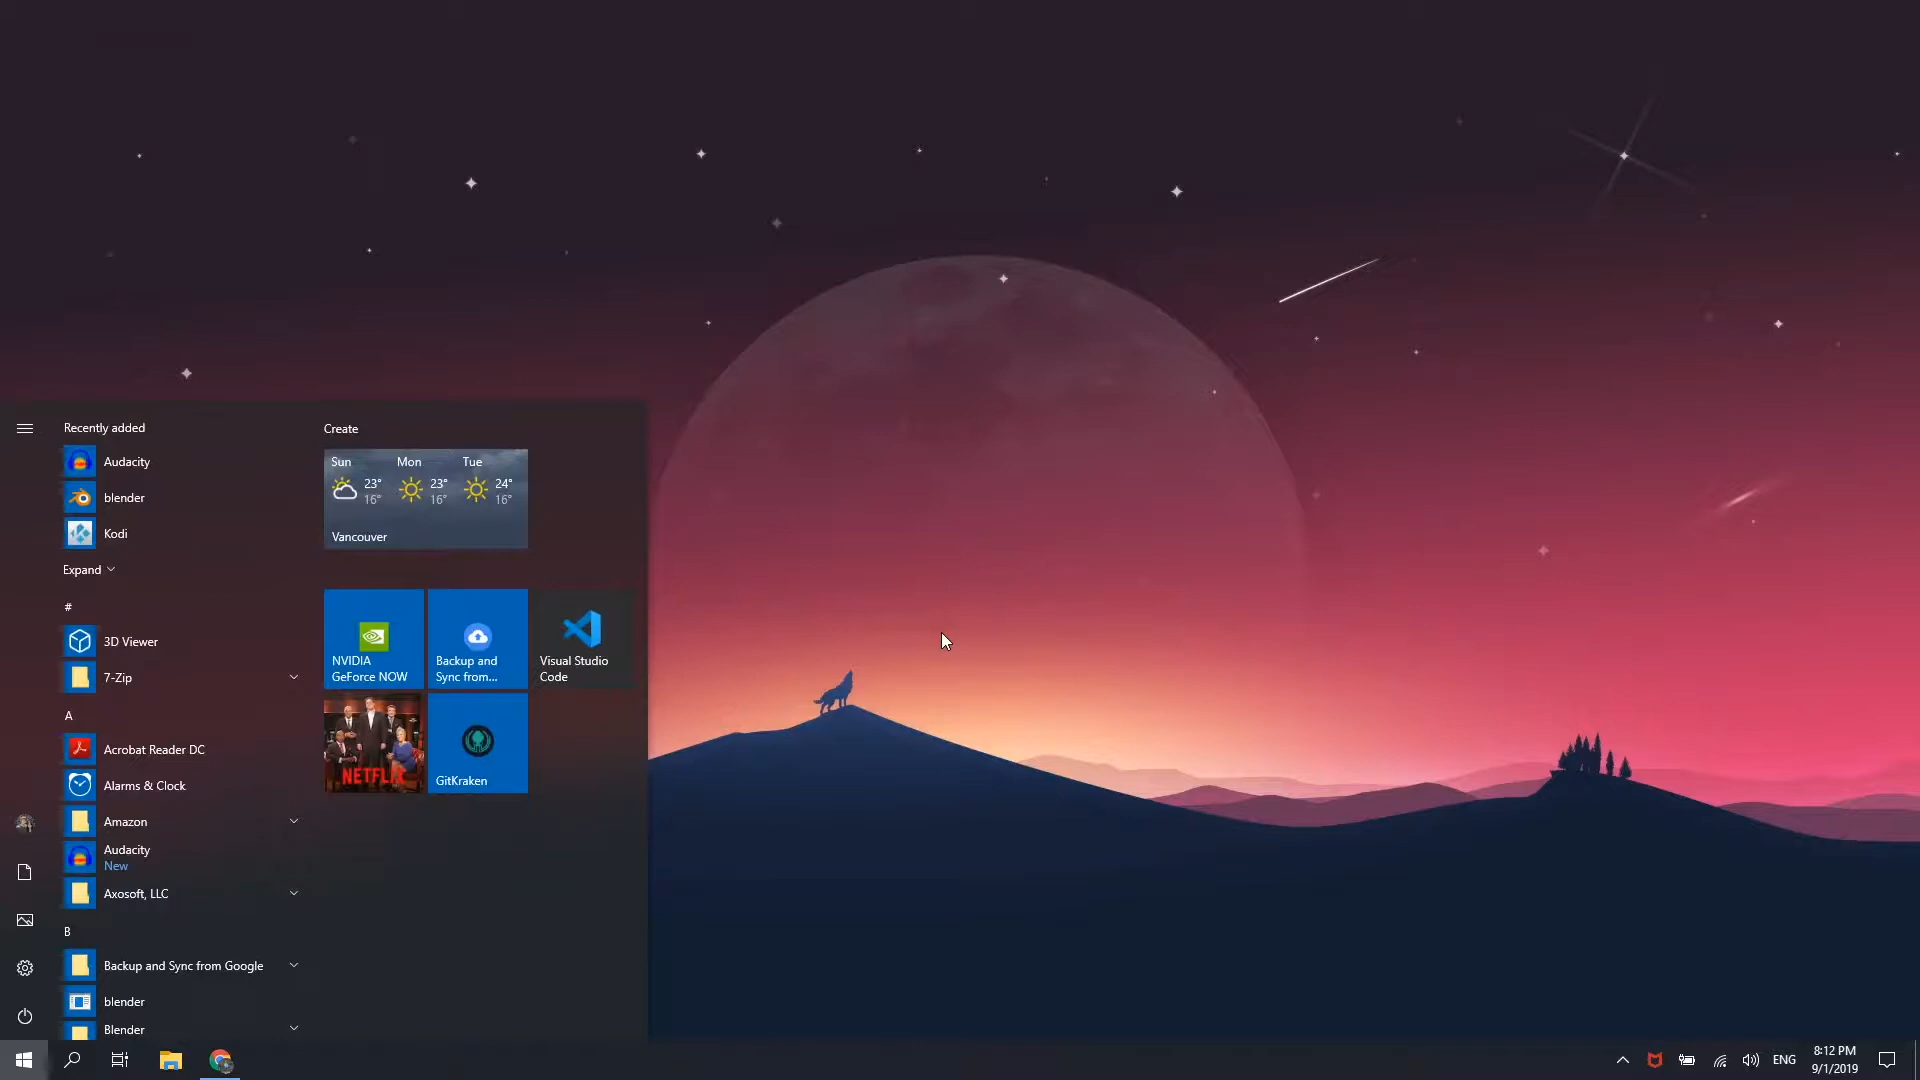 Recently added
Audacity
blender
Kodi
Expand
#
3D Viewer
7-Zip
A
Acrobat Reader DC
Alarms & Clock
Amazon
Audacity
New
Axosoft, LLC
B
Backup and Sync from Google
blender
Blender
Create
Sun Mon Tue
23° 23° 24°
16° 16° 16°
Vancouver
NVIDIA
GeForce NOW
Backup and
Sync from...
Visual Studio
Code
NETFLIX
GitKraken
ENG
8:12 PM
9/1/2019